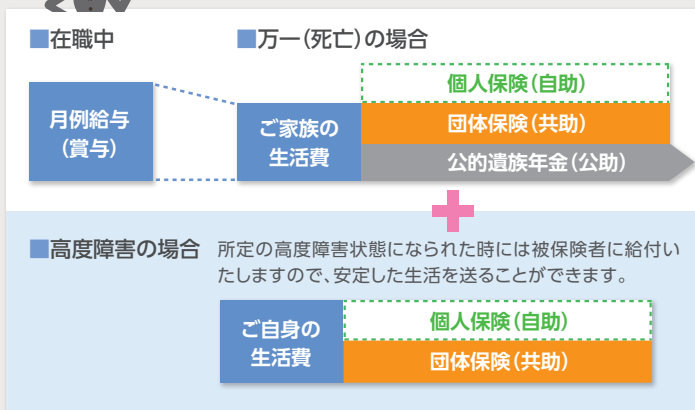 ■在職中
■万一(死亡)の場合
月例給与
(賞与)
ご家族の
生活費
個人保険(自助)
団体保険(共助)
公的遺族年金(公助)
■高度障害の場合
所定の高度障害状態になられた時には被保険者に給付い
たしますので、安定した生活を送ることができます。
ご自身の
生活費
個人保険(自助)
団体保険(共助)